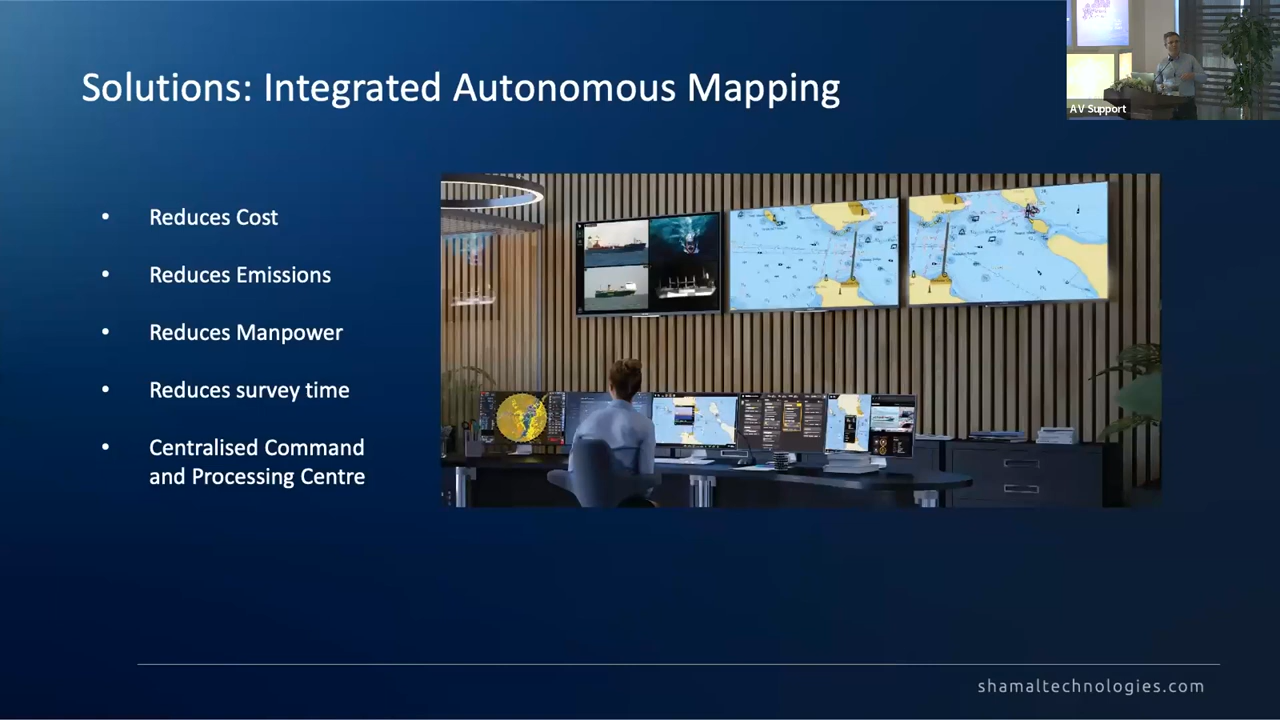 Solutions: Integrated Autonomous Mapping
AV Support
• Reduces Cost
• Reduces Emissions
• Reduces Manpower
• Reduces survey time
• Centralised Command
and Processing Centre
shamaltechnologies.com